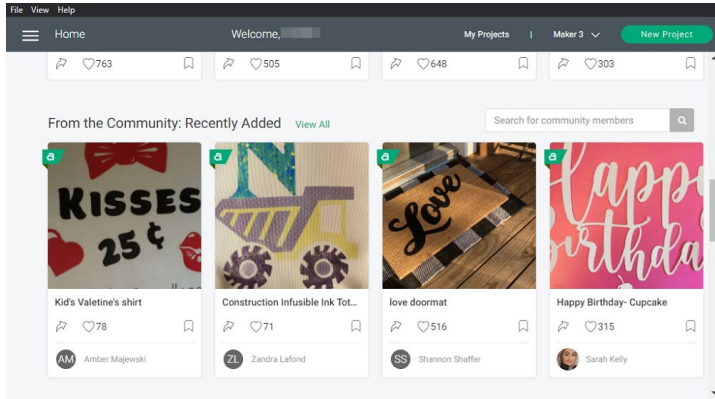 File View Help
Home Welcome, My Projects | Maker 3 New Project
763 505 648 303
From the Community: Recently Added View All Search for community members
a a a a
KISSES
25¢
N
Love
Happy
Birthday
Kid's Valetine's shirt Construction Infusible Ink Tot... love doormat Happy Birthday- Cupcake
78 71 516 315
AM Amber Majewski ZL Zandra Lafond SS Shannon Shaffer Sarah Kelly